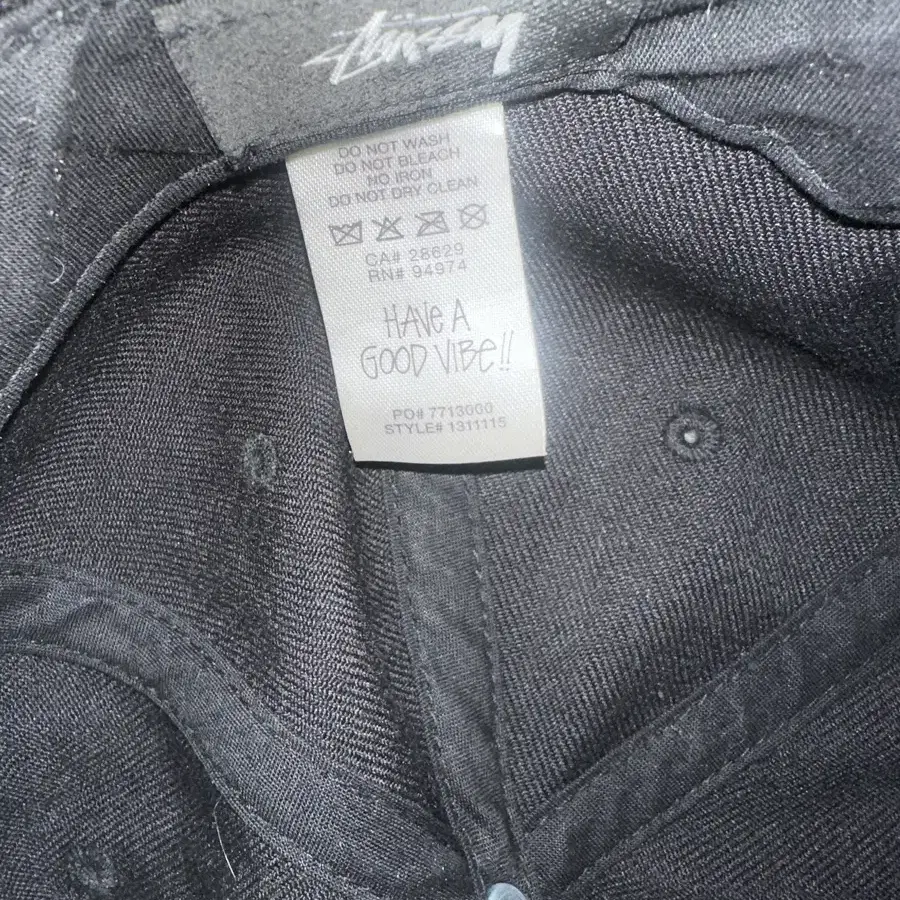 Stüssy
DO NOT WASH
DO NOT BLEACH
NO IRON
DO NOT DRY CLEAN
CA# 28629
RN# 94974
HAVE A
GOOD VIBE!!
PO# 7713000
STYLE# 1311115